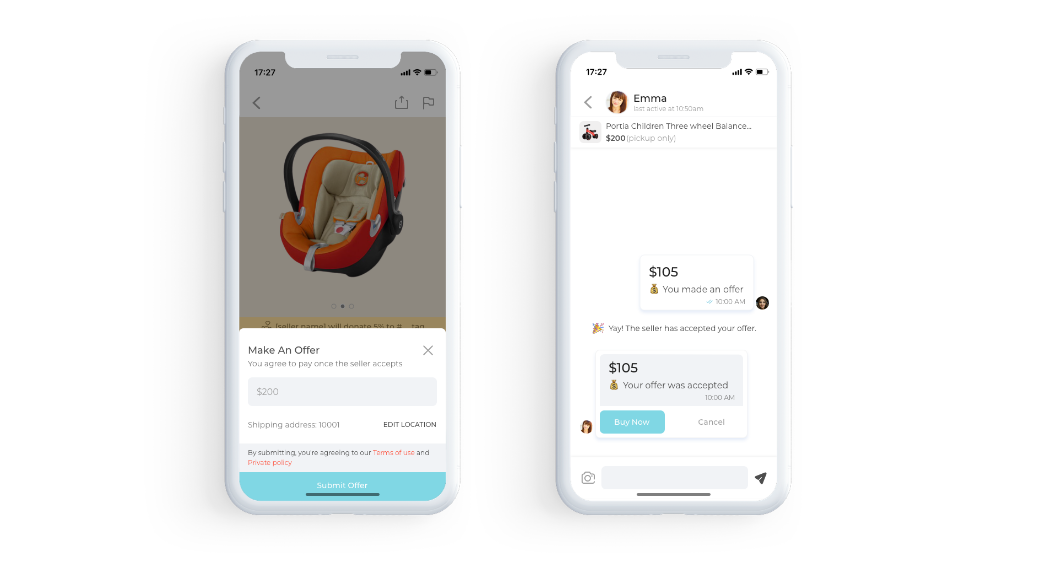 17:27
[seller name] will donate 5% to #... tag
Make An Offer
You agree to pay once the seller accepts
$200
Shipping address: 10001
EDIT LOCATION
By submitting, you're agreeing to our Terms of use and
Private policy
Submit Offer
17:27
Emma
last active at 10:50am
Portia Children Three wheel Balance...
$200 (pickup only)
$105
💰 You made an offer
10:00 AM
🎉 Yay! The seller has accepted your offer.
$105
💰 Your offer was accepted
10:00 AM
Buy Now
Cancel